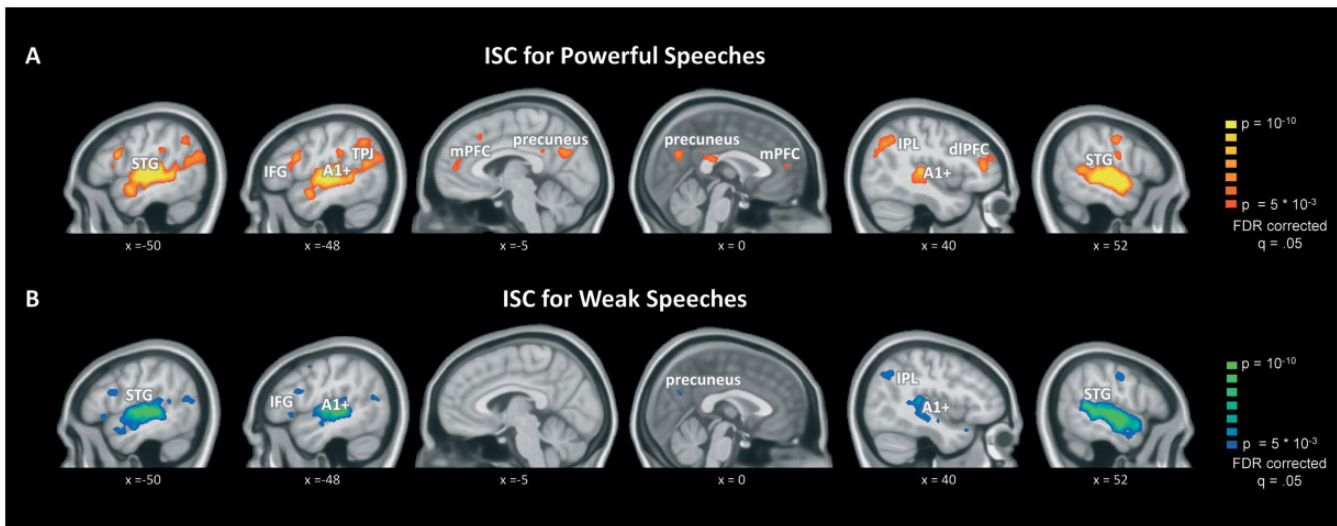 A
ISC for Powerful Speeches
STG
IFG
A1+
TPJ
mPFC
precuneus
precuneus
mPFC
IPL
A1+
dlPFC
STG
x =-50
x =-48
x =-5
x = 0
x = 40
x = 52
p = 10-10
p = 5 * 10-3
FDR corrected
q = .05
B
ISC for Weak Speeches
STG
IFG
A1+
precuneus
IPL
A1+
STG
x =-50
x =-48
x =-5
x = 0
x = 40
x = 52
p = 10-10
p = 5 * 10-3
FDR corrected
q = .05